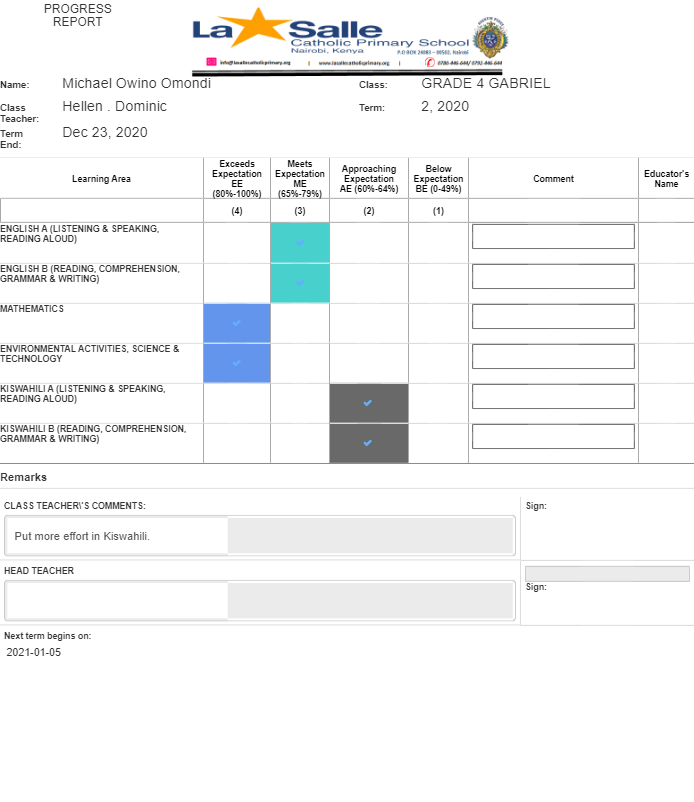 PROGRESS
REPORT
La Salle
Catholic Primary School
Nairobi, Kenya
info@lasallecatholicprimary.org | www.lasallecatholicprimary.org | 0780-446-644/ 0792-446-644
Name: Michael Owino Omondi Class: GRADE 4 GABRIEL
Class
Teacher: Hellen . Dominic Term: 2, 2020
Term
End: Dec 23, 2020
Learning Area
Exceeds
Expectation
EE
(80%-100%)
Meets
Expectation
ME
(65%-79%)
Approaching
Expectation
AE (60%-64%)
Below
Expectation
BE (0-49%)
Comment
Educator's
Name
(4) (3) (2) (1)
ENGLISH A (LISTENING & SPEAKING,
READING ALOUD)
ENGLISH B (READING, COMPREHENSION,
GRAMMAR & WRITING)
MATHEMATICS
ENVIRONMENTAL ACTIVITIES, SCIENCE &
TECHNOLOGY
KISWAHILI A (LISTENING & SPEAKING,
READING ALOUD)
KISWAHILI B (READING, COMPREHENSION,
GRAMMAR & WRITING)
Remarks
CLASS TEACHER\'S COMMENTS: Sign:
Put more effort in Kiswahili.
HEAD TEACHER
Sign:
Next term begins on:
2021-01-05